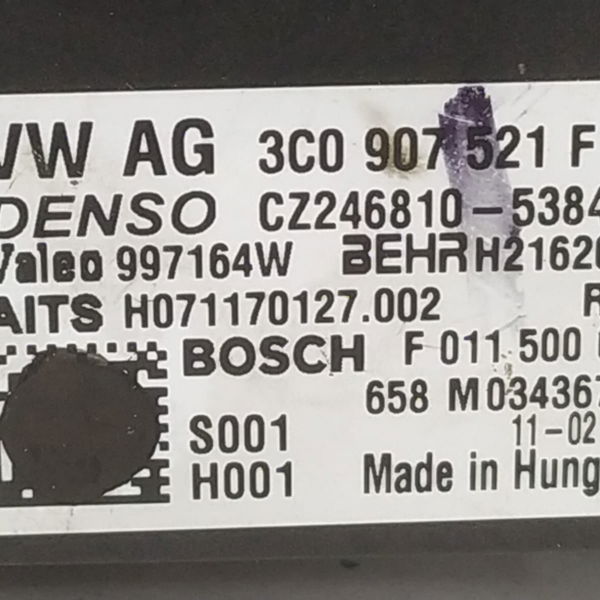 VW AG 3C0 907 521 F
DENSO CZ246810-5384
Valeo 997164W BEHR H21620
AITS H071170127.002 R
BOSCH F 011 500
658 M034367
S001 11-02
H001 Made in Hung